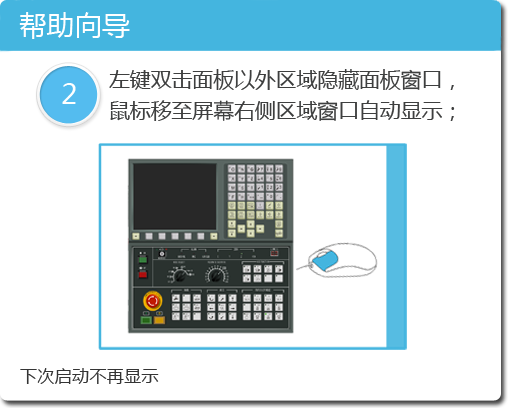 帮助向导
2
左键双击面板以外区域隐藏面板窗口，
鼠标移至屏幕右侧区域窗口自动显示；
下次启动不再显示